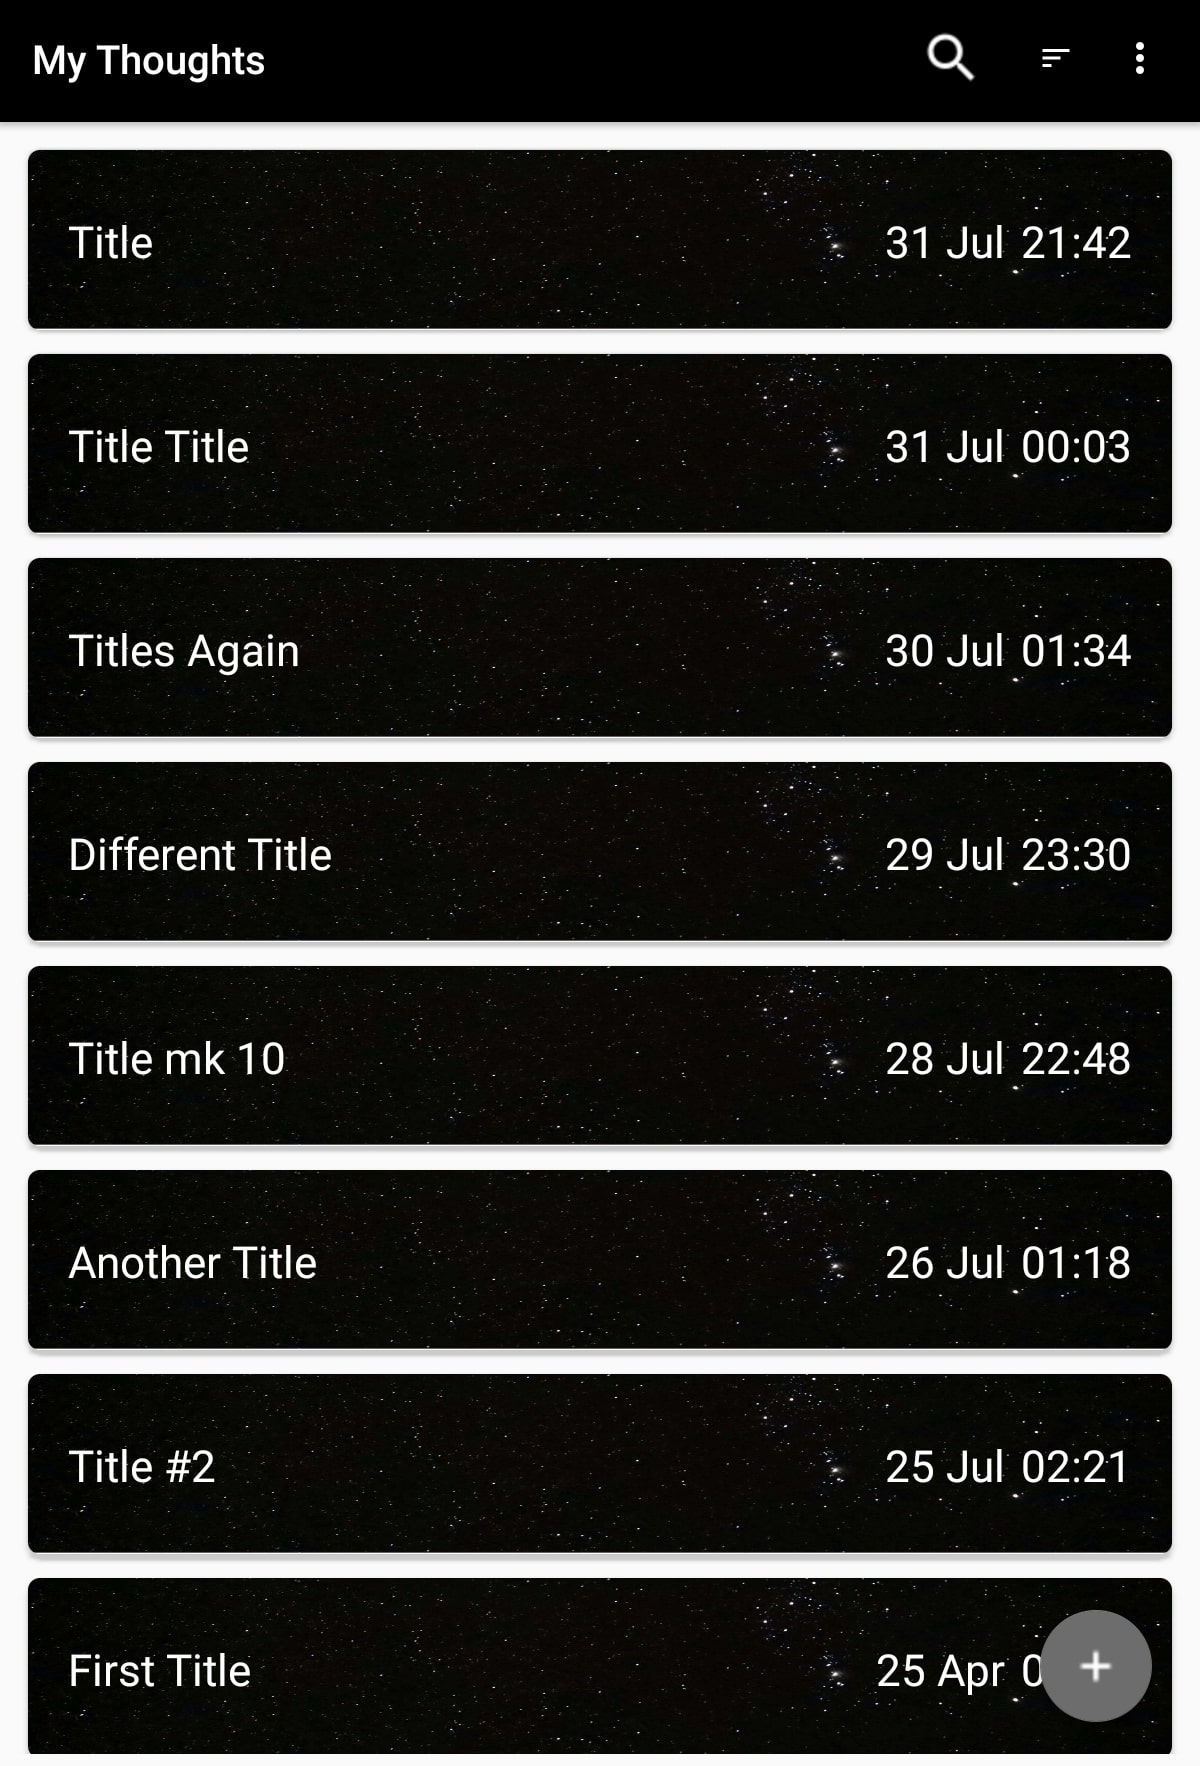 My Thoughts
Title 31 Jul 21:42
Title Title 31 Jul 00:03
Titles Again 30 Jul 01:34
Different Title 29 Jul 23:30
Title mk 10 28 Jul 22:48
Another Title 26 Jul 01:18
Title #2 25 Jul 02:21
First Title 25 Apr